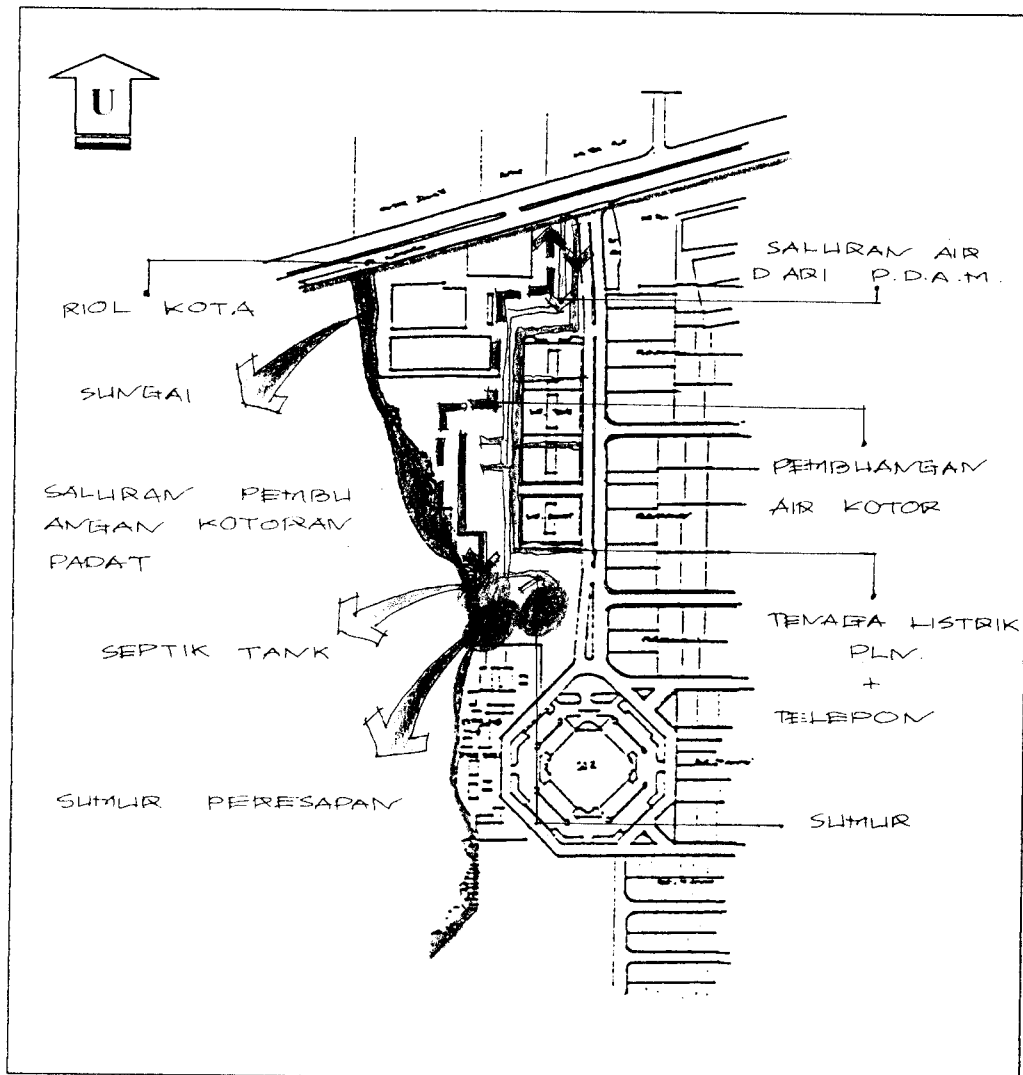 U
SALURAN AIR
DARI P.D.A.M.
RIOL KOTA
SUNGAI
PEMBUANGAN
AIR KOTOR
SALURAN PEMBU
ANGAN KOTORAN
PADAT
TENAGA LISTRIK
PLN.
+
TELEPON
SEPTIK TANK
SUMUR PERESAPAN
SUMUR